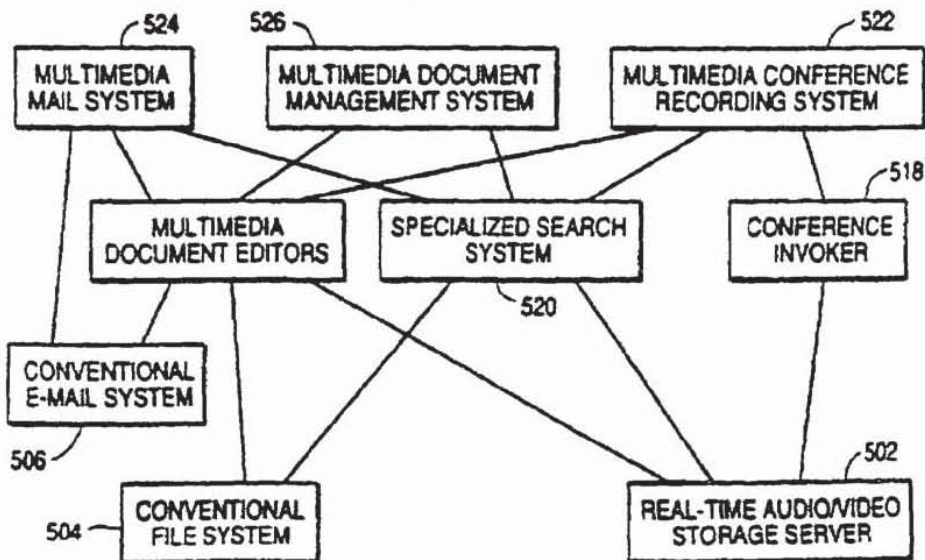 524
526
522
MULTIMEDIA
MAIL SYSTEM
MULTIMEDIA DOCUMENT
MANAGEMENT SYSTEM
MULTIMEDIA CONFERENCE
RECORDING SYSTEM
518
MULTIMEDIA
DOCUMENT EDITORS
SPECIALIZED SEARCH
SYSTEM
CONFERENCE
INVOKER
520
CONVENTIONAL
E-MAIL SYSTEM
506
502
504
CONVENTIONAL
FILE SYSTEM
REAL-TIME AUDIO/VIDEO
STORAGE SERVER